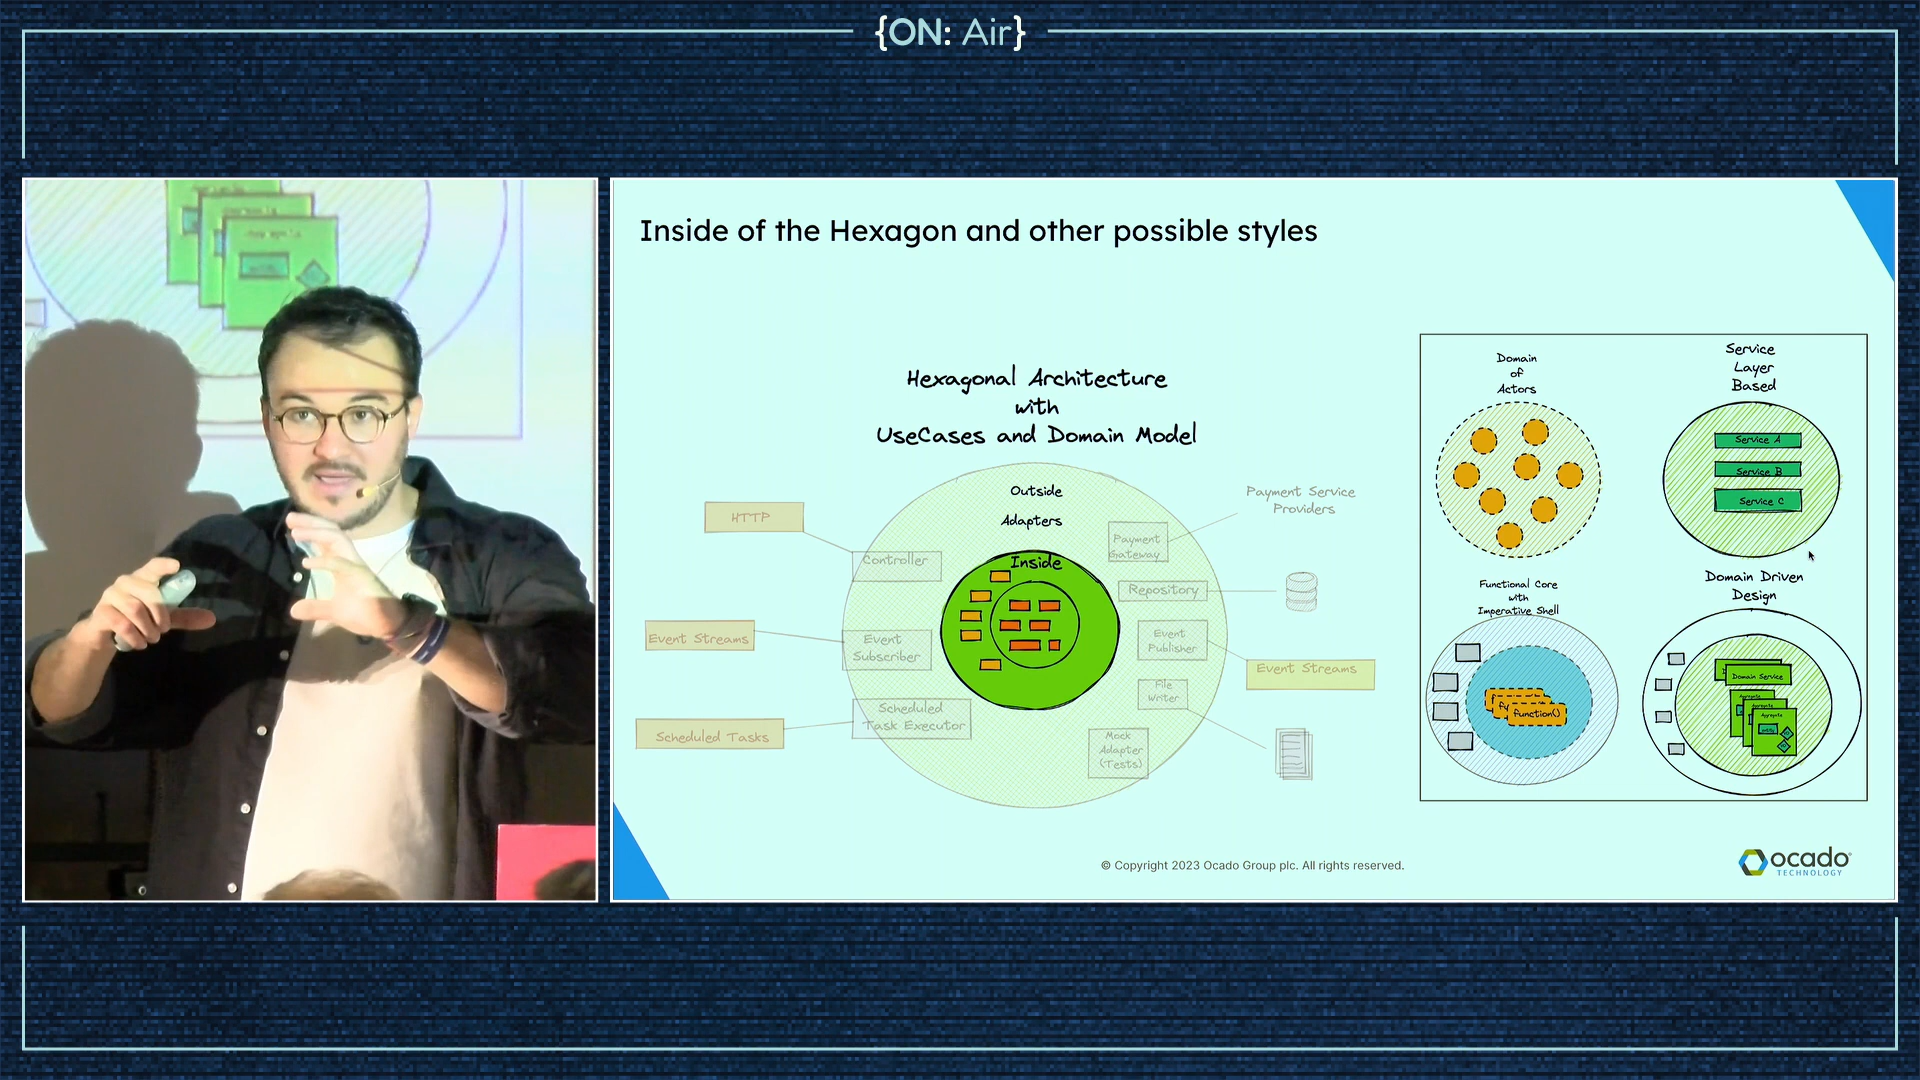 {ON: Air}
Inside of the Hexagon and other possible styles
Hexagonal Architecture
with
UseCases and Domain Model
Outside
Adapters
Inside
HTTP
Controller
Event Streams
Event
Subscriber
Scheduled Tasks
Scheduled
Task Executor
Payment
Gateway
Payment Service
Providers
Repository
Event
Publisher
Event Streams
File
Writer
Mock
Adapter
(Tests)
Domain
of
Actors
Service
Layer
Based
Service A
Service B
Service C
Functional Core
with
Imperative Shell
function()
Domain Driven
Design
Domain Service
Aggregate
Aggregate
Aggregate
© Copyright 2023 Ocado Group plc. All rights reserved.
ocado
TECHNOLOGY